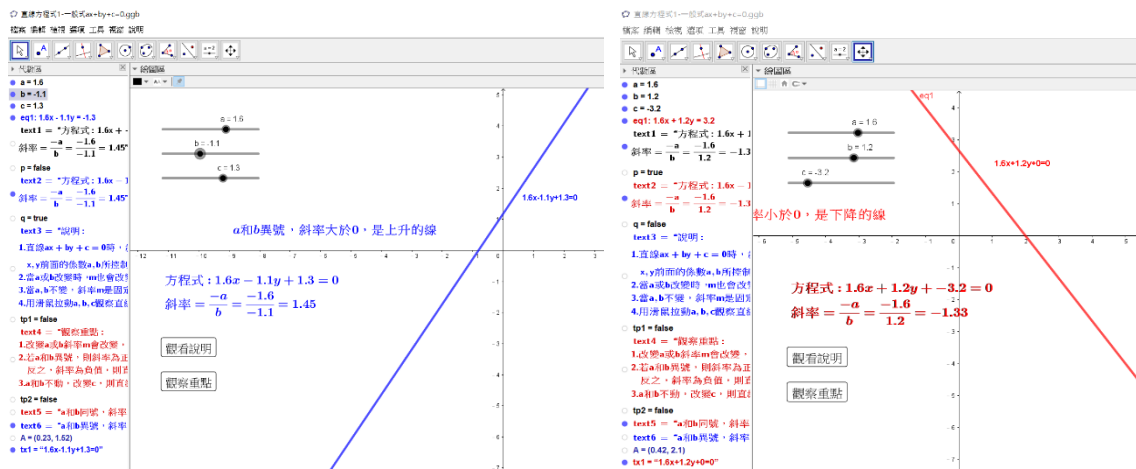 直線方程式1-一般式ax+by+c=0.ggb
檔案 編輯 檢視 選項 工具 視窗 說明
代數區
繪圖區
a = 1.6
b = -1.1
c = 1.3
eq1: 1.6x - 1.1y = -1.3
text1 = "方程式 : 1.6x + -
斜率 = -a/b = -1.6/-1.1 = 1.45"
p = false
text2 = "方程式 : 1.6x -
斜率 = -a/b = -1.6/-1.1 = 1.45"
q = true
text3 = "說明 :
1.直線ax + by + c = 0時，
x, y前面的係數a, b所控制
2.當a或b改變時，m也會改
3.當a, b不變，斜率m是固定
4.用滑鼠拉動a, b, c觀察直
tp1 = false
text4 = "觀察重點 :
1.改變a或b斜率m會改變，
2.若a和b異號，則斜率為正
反之，斜率為負值，則直
3.a和b不動，改變c，則直
tp2 = false
text5 = "a和b同號，斜率
text6 = "a和b異號，斜率
A = (0.23, 1.52)
tx1 = "1.6x-1.1y+1.3=0"
a = 1.6
b = -1.1
c = 1.3
1.6x-1.1y+1.3=0
a和b異號，斜率大於0，是上升的線
方程式 : 1.6x - 1.1y + 1.3 = 0
斜率 = -a/b = -1.6/-1.1 = 1.45
觀看說明
觀察重點
直線方程式1-一般式ax+by+c=0.ggb
檔案 編輯 檢視 選項 工具 視窗 說明
代數區
繪圖區
a = 1.6
b = 1.2
c = -3.2
eq1: 1.6x + 1.2y = 3.2
text1 = "方程式 : 1.6x + 1
斜率 = -a/b = -1.6/1.2 = -1.3
p = true
text2 = "方程式 : 1.6x -
斜率 = -a/b = -1.6/1.2 = -1.3
q = false
text3 = "說明 :
1.直線ax + by + c = 0時，
x, y前面的係數a, b所控制
2.當a或b改變時，m也會改
3.當a, b不變，斜率m是固定
4.用滑鼠拉動a, b, c觀察直
tp1 = false
text4 = "觀察重點 :
1.改變a或b斜率m會改變，
2.若a和b異號，則斜率為正
反之，斜率為負值，則直
3.a和b不動，改變c，則直
tp2 = false
text5 = "a和b同號，斜率
text6 = "a和b異號，斜率
A = (0.42, 2.1)
tx1 = "1.6x+1.2y+0=0"
eq1
a = 1.6
b = 1.2
c = -3.2
1.6x+1.2y+0=0
率小於0，是下降的線
方程式 : 1.6x + 1.2y + -3.2 = 0
斜率 = -a/b = -1.6/1.2 = -1.33
觀看說明
觀察重點